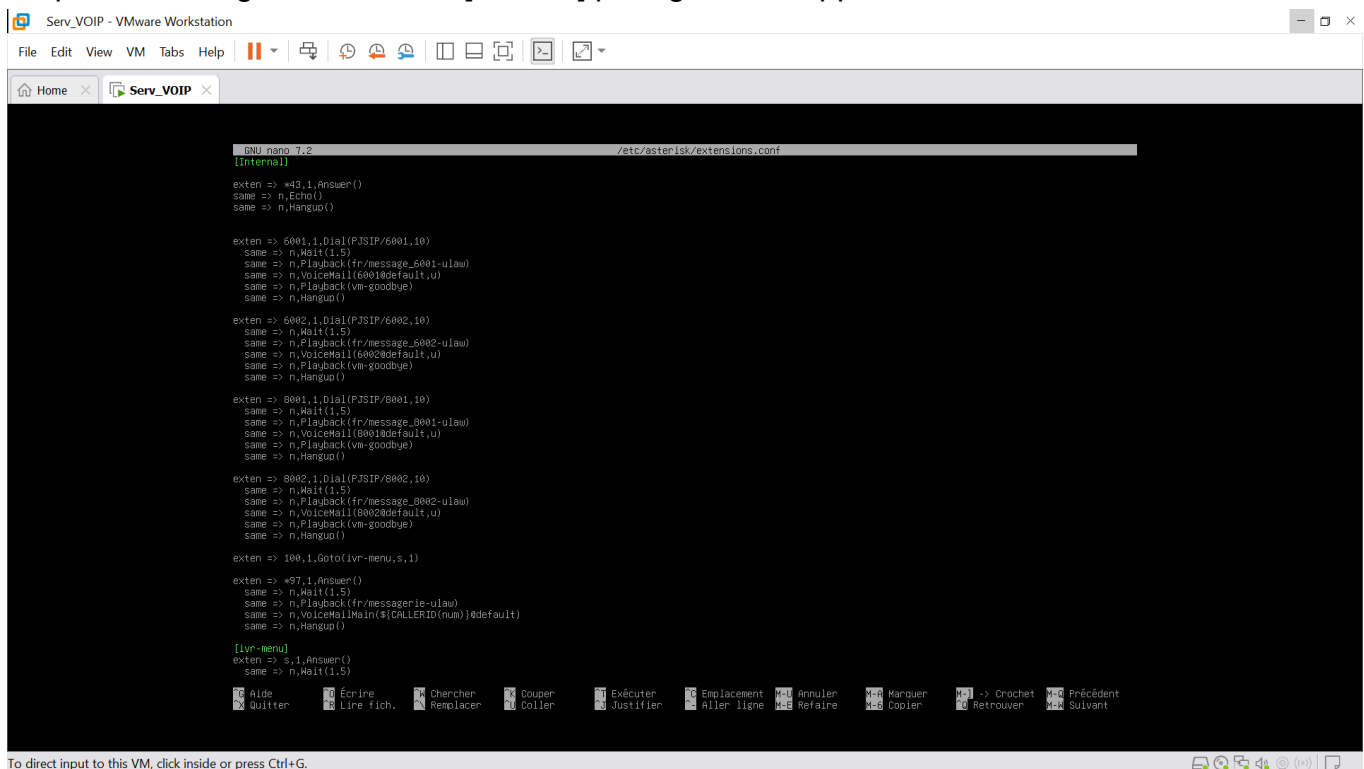 Serv_VOIP - VMware Workstation
File Edit View VM Tabs Help
Home
Serv_VOIP
GNU nano 7.2 /etc/asterisk/extensions.conf
[Internal]
exten => *43,1,Answer()
same => n,Echo()
same => n,Hangup()
exten => 6001,1,Dial(PJSIP/6001,10)
same => n,Wait(1.5)
same => n,Playback(fr/message_6001-ulaw)
same => n,VoiceMail(6001@default,u)
same => n,Playback(vm-goodbye)
same => n,Hangup()
exten => 6002,1,Dial(PJSIP/6002,10)
same => n,Wait(1.5)
same => n,Playback(fr/message_6002-ulaw)
same => n,VoiceMail(6002@default,u)
same => n,Playback(vm-goodbye)
same => n,Hangup()
exten => 8001,1,Dial(PJSIP/8001,10)
same => n,Wait(1,5)
same => n,Playback(fr/message_8001-ulaw)
same => n,VoiceMail(8001@default,u)
same => n,Playback(vm-goodbye)
same => n,Hangup()
exten => 8002,1,Dial(PJSIP/8002,10)
same => n,Wait(1.5)
same => n,Playback(fr/message_8002-ulaw)
same => n,VoiceMail(8002@default,u)
same => n,Playback(vm-goodbye)
same => n,Hangup()
exten => 100,1,Goto(ivr-menu,s,1)
exten => *97,1,Answer()
same => n,Wait(1.5)
same => n,Playback(fr/messagerie-ulaw)
same => n,VoiceMailMain(${CALLERID(num)}@default)
same => n,Hangup()
[ivr-menu]
exten => s,1,Answer()
same => n,Wait(1.5)
^G Aide ^O Écrire ^W Chercher ^K Couper ^T Exécuter ^C Emplacement M-U Annuler M-A Marquer M-] -> Crochet M-Q Précédent
^X Quitter ^R Lire fich. ^\ Remplacer ^U Coller ^J Justifier ^- Aller ligne M-E Refaire M-6 Copier ^Q Retrouver M-W Suivant
To direct input to this VM, click inside or press Ctrl+G.